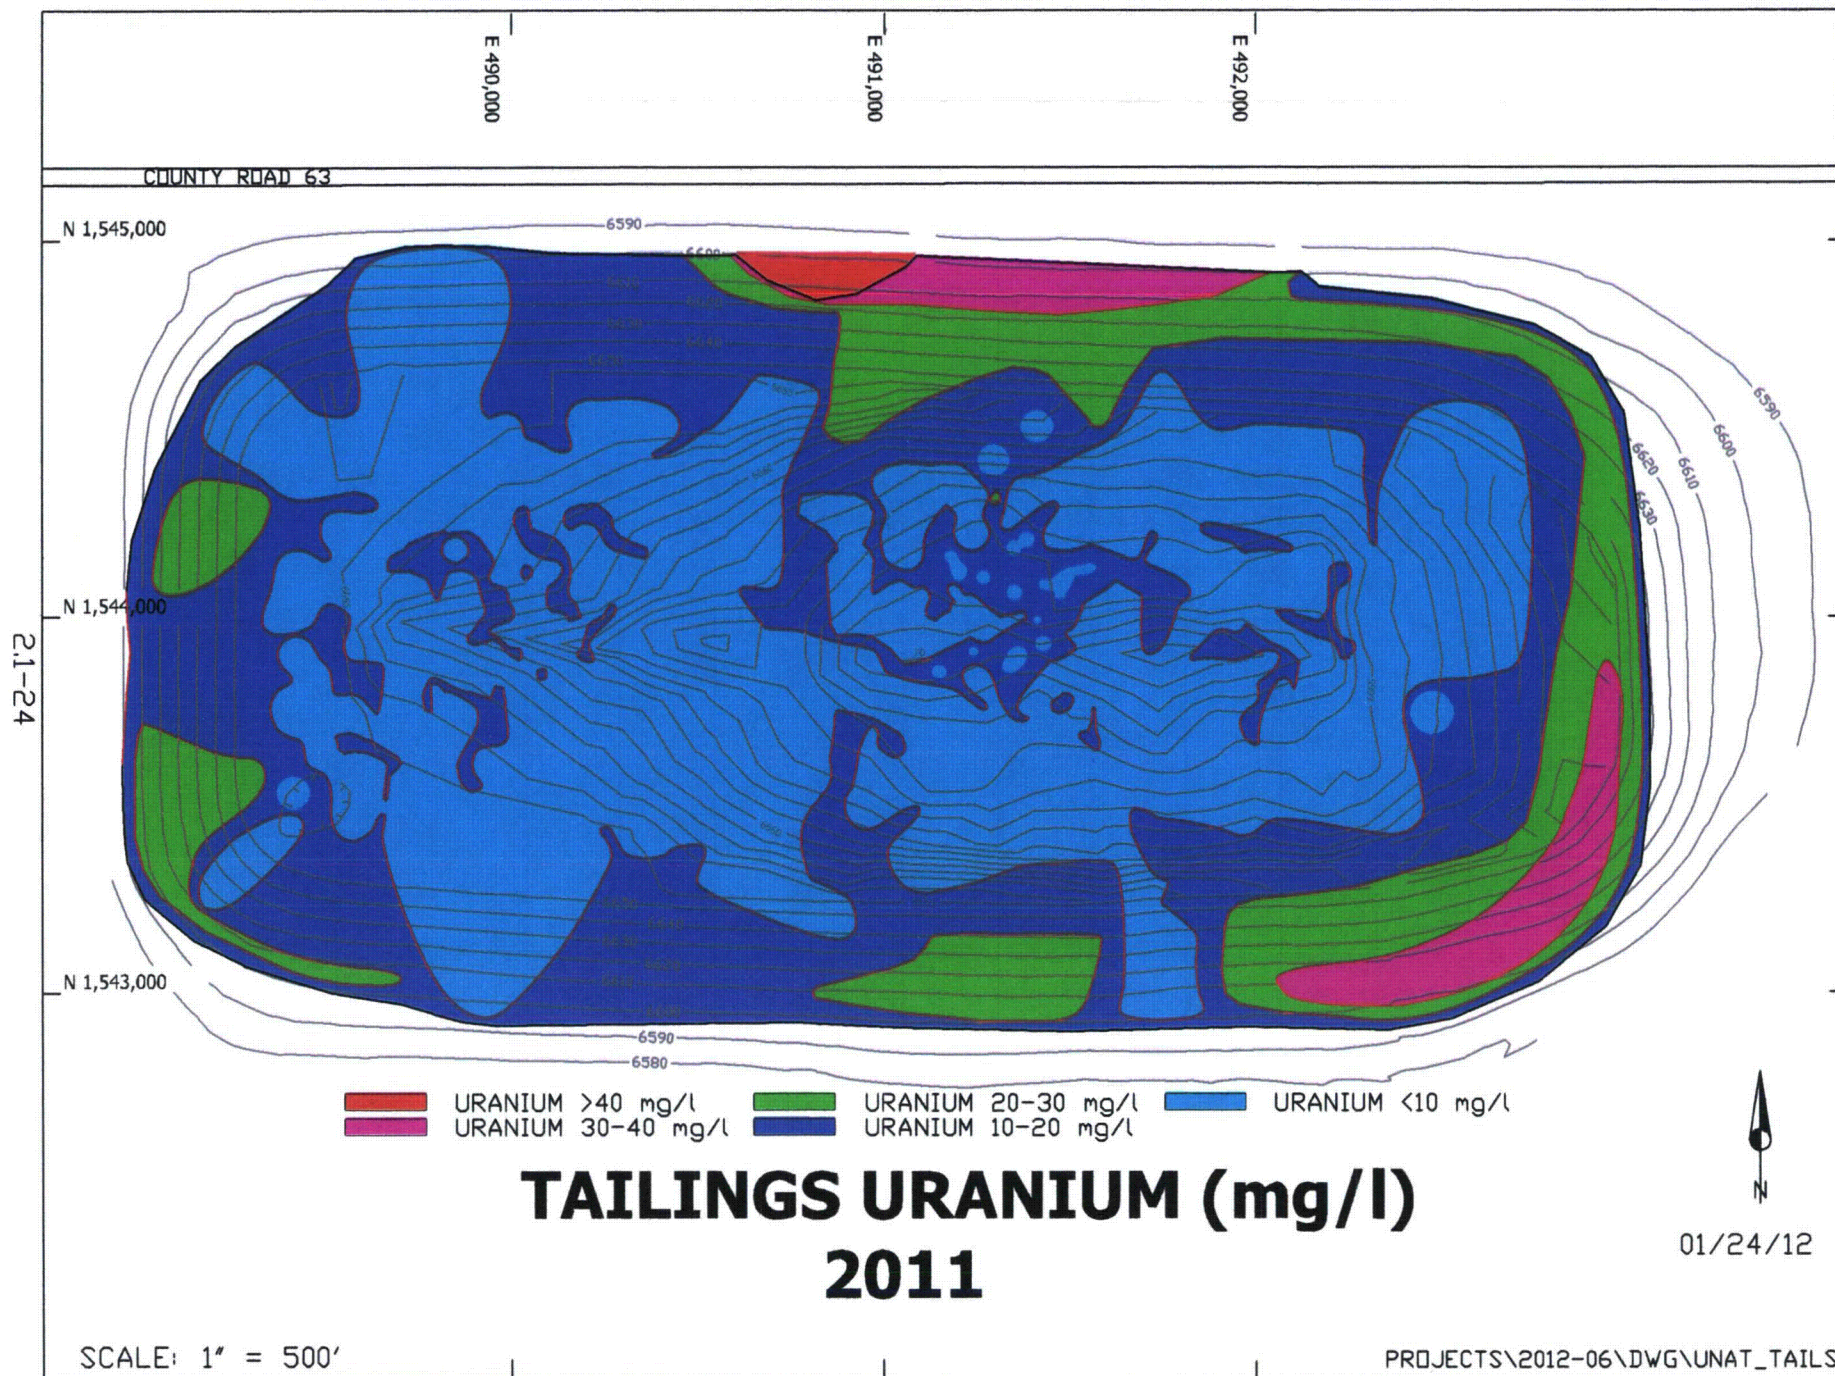 E 490,000
E 491,000
E 492,000
COUNTY ROAD 63
N 1,545,000
6590
6600
6620
6590
6600
6610
6620
6630
N 1,544,000
2.1-24
N 1,543,000
6590
6580
URANIUM >40 mg/l URANIUM 20-30 mg/l URANIUM <10 mg/l
URANIUM 30-40 mg/l URANIUM 10-20 mg/l
TAILINGS URANIUM (mg/l)
2011
N
01/24/12
SCALE: 1" = 500'
PROJECTS\2012-06\DWG\UNAT_TAILS